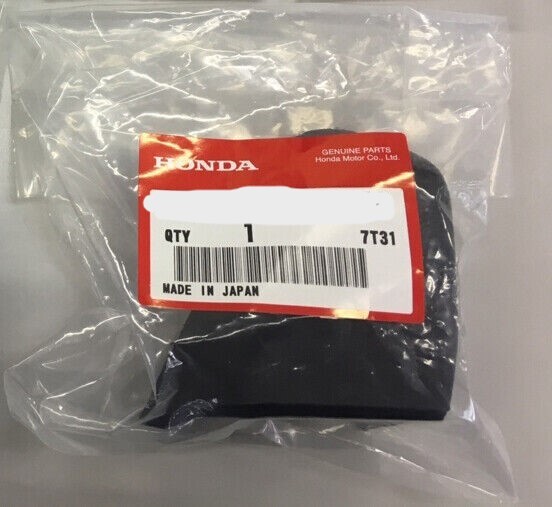 HONDA
GENUINE PARTS
Honda Motor Co., Ltd.
QTY 1 7T31
MADE IN JAPAN